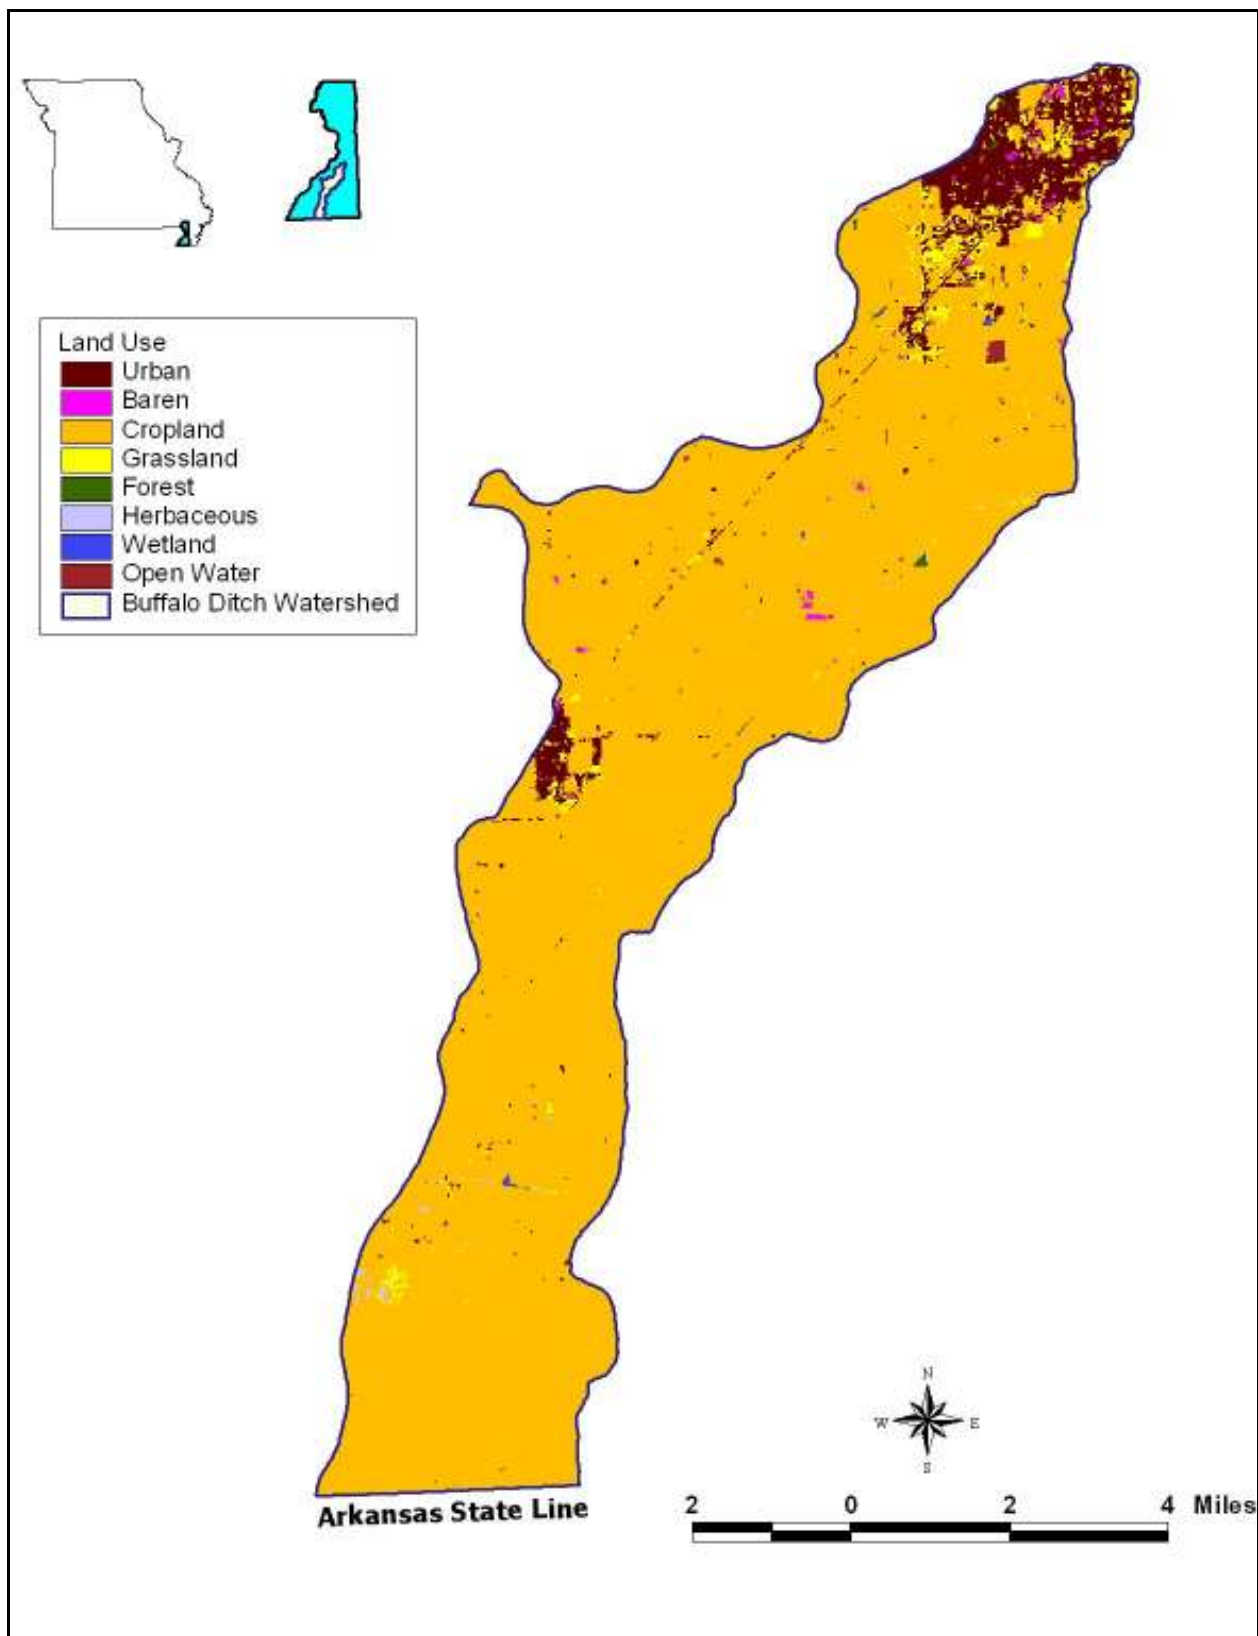 Land Use
Urban
Baren
Cropland
Grassland
Forest
Herbaceous
Wetland
Open Water
Buffalo Ditch Watershed
N
W E
S
Arkansas State Line
2 0 2 4 Miles